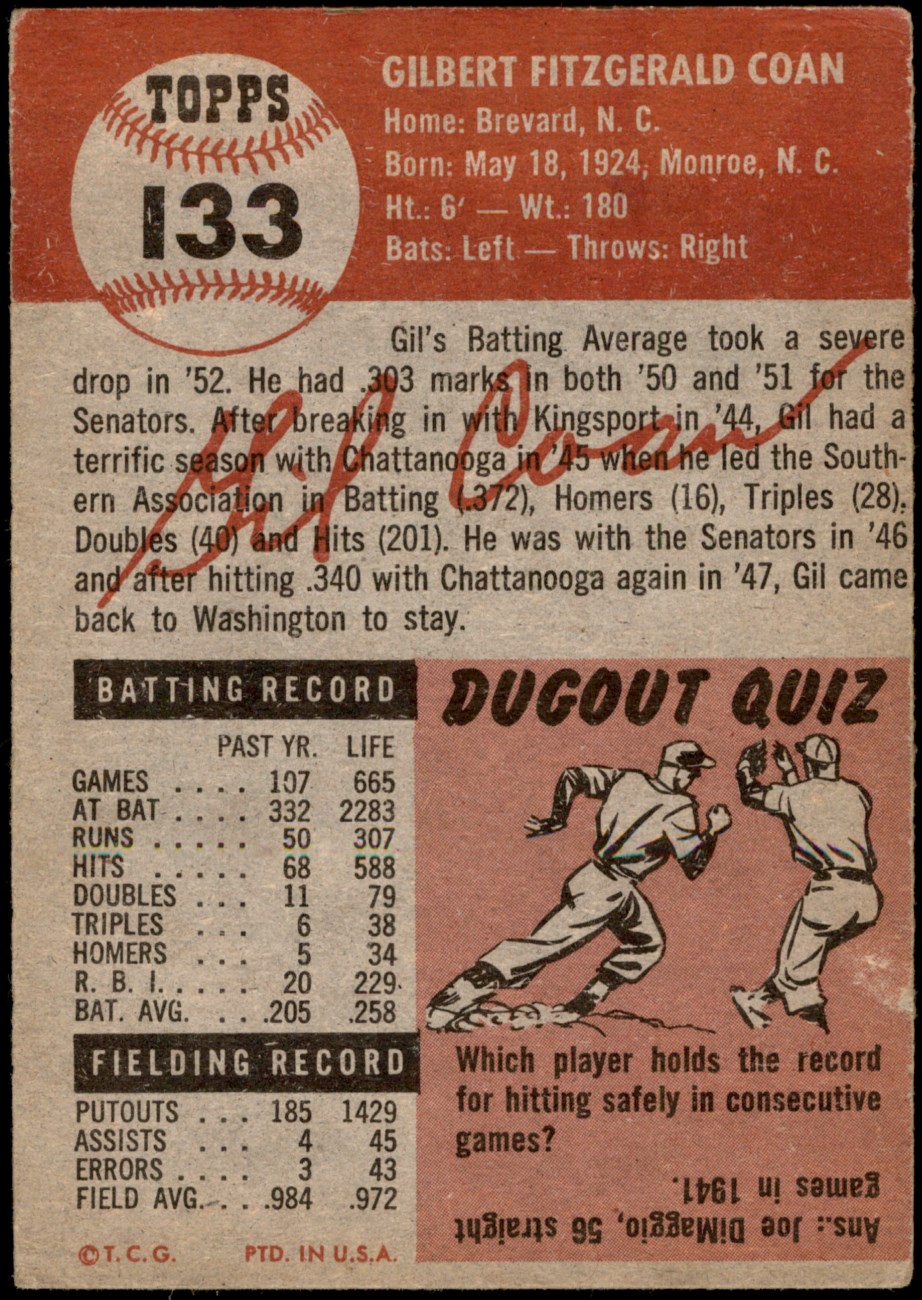 TOPPS
133
GILBERT FITZGERALD COAN
Home: Brevard, N. C.
Born: May 18, 1924, Monroe, N. C.
Ht.: 6' — Wt.: 180
Bats: Left — Throws: Right
Gil's Batting Average took a severe
drop in '52. He had .303 marks in both '50 and '51 for the
Senators. After breaking in with Kingsport in '44, Gil had a
terrific season with Chattanooga in '45 when he led the South-
ern Association in Batting (.372), Homers (16), Triples (28),
Doubles (40) and Hits (201). He was with the Senators in '46
and after hitting .340 with Chattanooga again in '47, Gil came
back to Washington to stay.
Gil Coan
BATTING RECORD
PAST YR. LIFE
GAMES . . . . 107 665
AT BAT . . . . 332 2283
RUNS . . . . . 50 307
HITS . . . . . 68 588
DOUBLES . . . 11 79
TRIPLES . . . 6 38
HOMERS . . . 5 34
R. B. I. . . . . 20 229
BAT. AVG. . . .205 .258
FIELDING RECORD
PUTOUTS . . . 185 1429
ASSISTS . . . 4 45
ERRORS . . . . 3 43
FIELD AVG. . . .984 .972
© T. C. G. PTD. IN U.S.A.
DUGOUT QUIZ
Which player holds the record
for hitting safely in consecutive
games?
Ans.: Joe DiMaggio, 56 straight
games in 1941.